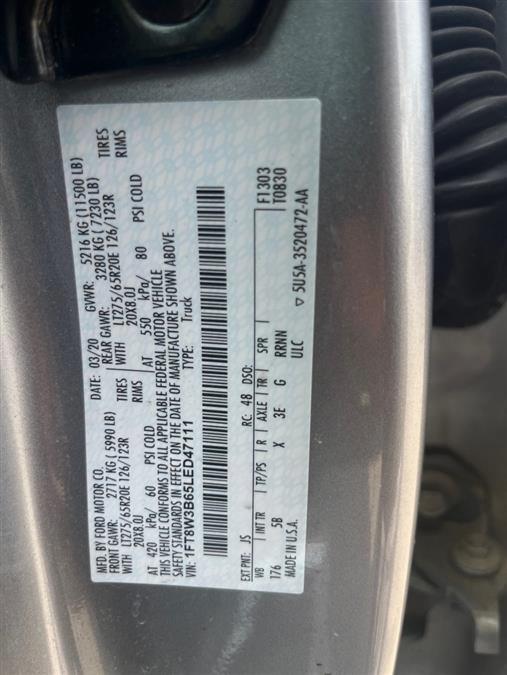 MFD. BY FORD MOTOR CO.
DATE: 03/20 GVWR: 5216 KG (11500 LB)
FRONT GAWR: 2717 KG ( 5990 LB) REAR GAWR: 3280 KG ( 7230 LB)
WITH LT275/65R20E 126/123R TIRES WITH LT275/65R20E 126/123R TIRES
20X8.0J RIMS 20X8.0J RIMS
AT 420 kPa/ 60 PSI COLD AT 550 kPa/ 80 PSI COLD
THIS VEHICLE CONFORMS TO ALL APPLICABLE FEDERAL MOTOR VEHICLE
SAFETY STANDARDS IN EFFECT ON THE DATE OF MANUFACTURE SHOWN ABOVE.
VIN: 1FT8W3B65LED47111 TYPE: Truck
EXT PNT: JS RC: 48 DSO: F1303
T0830
WB INT TR TP/PS R AXLE TR SPR
176 5B X 3E G RRNN
MADE IN U.S.A. ULC ▽ 5U5A-3520472-AA